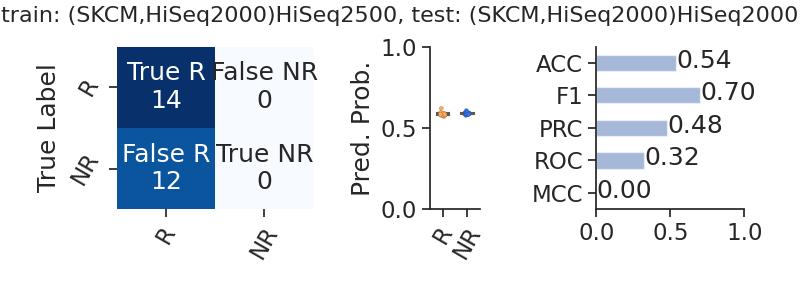 train: (SKCM,HiSeq2000)HiSeq2500, test: (SKCM,HiSeq2000)HiSeq2000
True Label
R
NR
True R
14
False NR
0
False R
12
True NR
0
R
NR
Pred. Prob.
1.0
0.5
0.0
R
NR
ACC
0.54
F1
0.70
PRC
0.48
ROC
0.32
MCC
0.00
0.0
0.5
1.0